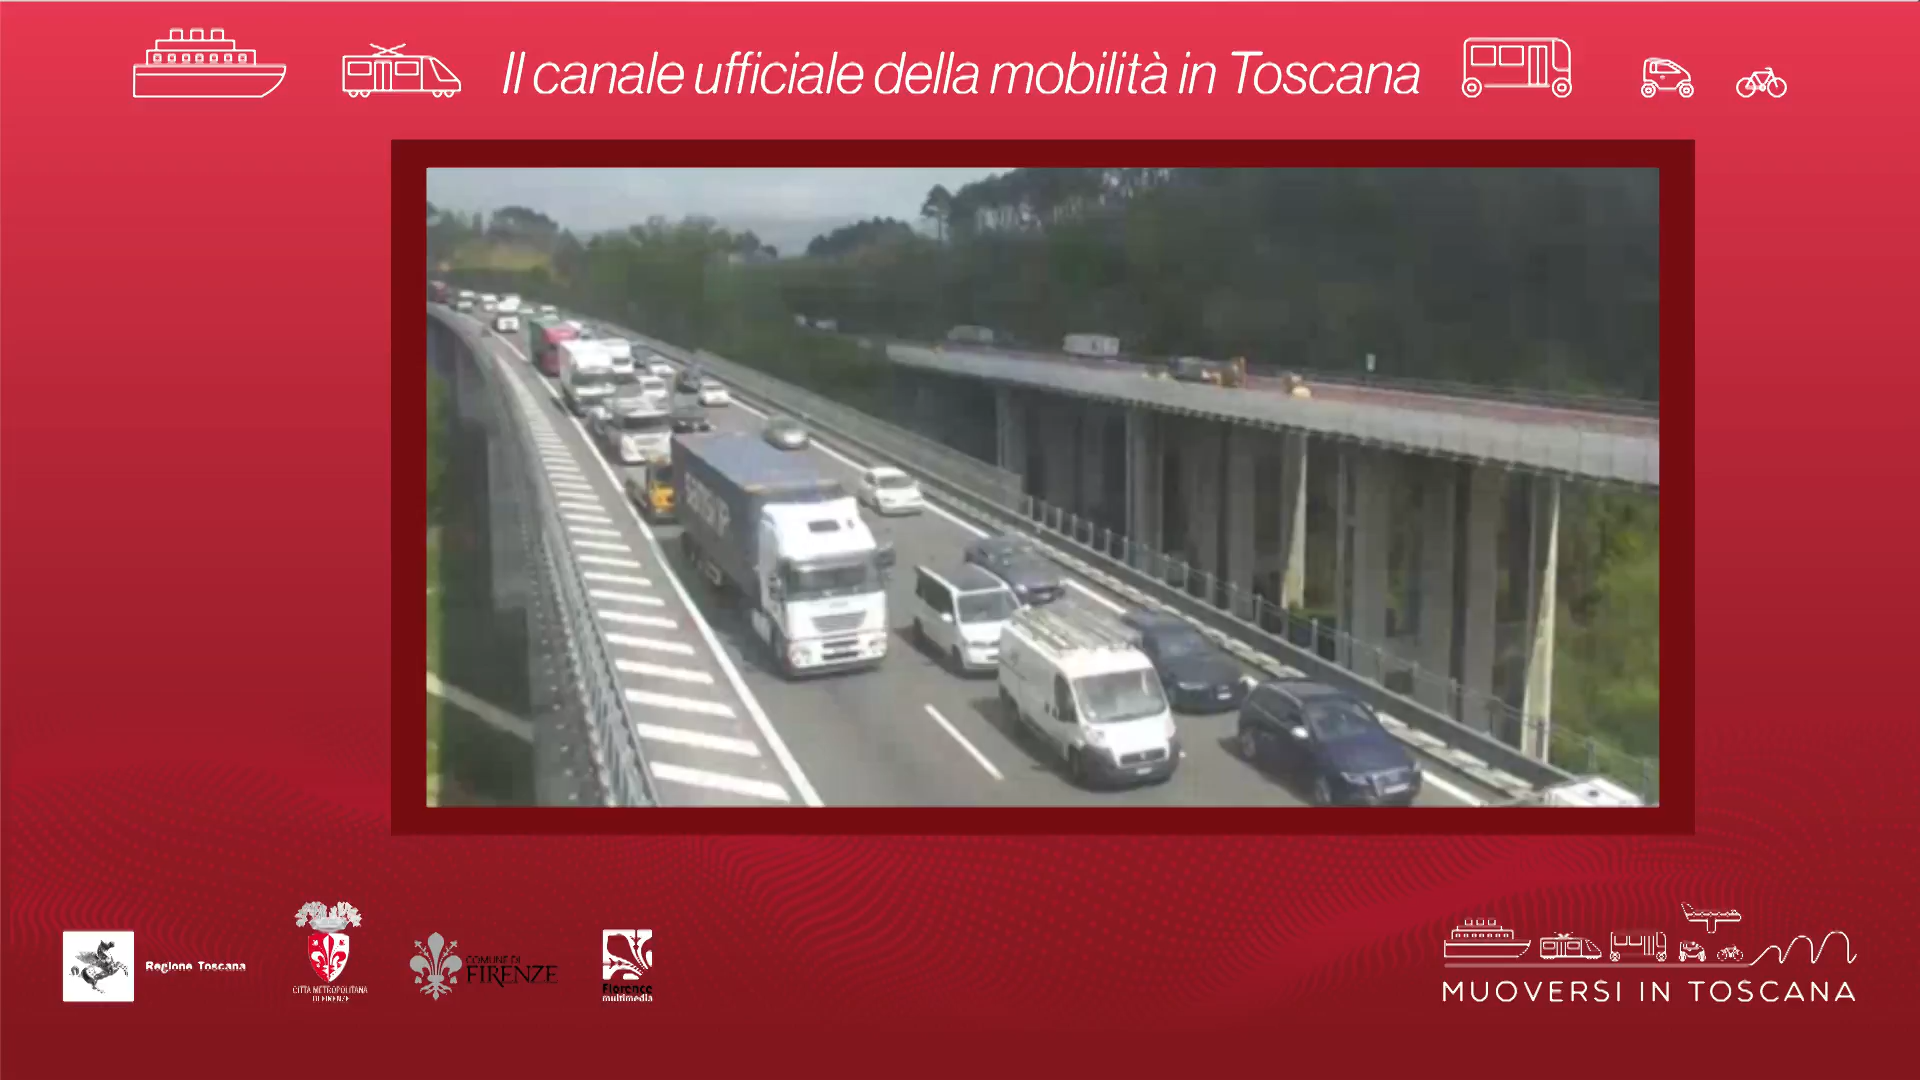 Il canale ufficiale della mobilità in Toscana
Regione Toscana
CITTÀ METROPOLITANA
DI FIRENZE
COMUNE DI
FIRENZE
Florence
multimedia
MUOVERSI IN TOSCANA